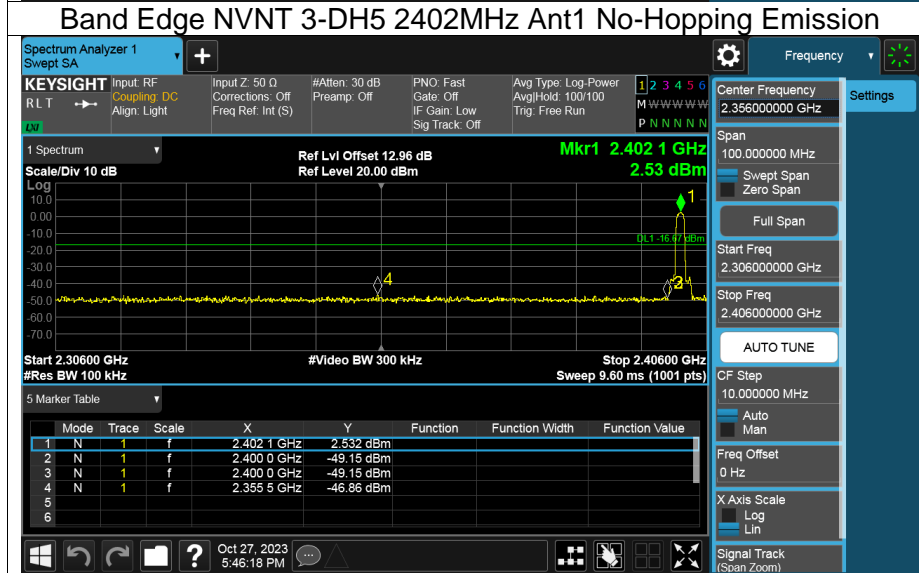 Band Edge NVNT 3-DH5 2402MHz Ant1 No-Hopping Emission
Spectrum Analyzer 1
Swept SA
Frequency
KEYSIGHT
RLT
LXI
Input: RF
Coupling: DC
Align: Light
Input Z: 50 Ω
Corrections: Off
Freq Ref: Int (S)
#Atten: 30 dB
Preamp: Off
PNO: Fast
Gate: Off
IF Gain: Low
Sig Track: Off
Avg Type: Log-Power
Avg|Hold: 100/100
Trig: Free Run
1 2 3 4 5 6
M W W W W W
P N N N N N
1 Spectrum
Scale/Div 10 dB
Ref Lvl Offset 12.96 dB
Ref Level 20.00 dBm
Mkr1 2.402 1 GHz
2.53 dBm
Log
10.0
0.00
-10.0
-20.0
-30.0
-40.0
-50.0
-60.0
-70.0
1
DL1 -16.67 dBm
4
Start 2.30600 GHz
#Res BW 100 kHz
#Video BW 300 kHz
Stop 2.40600 GHz
Sweep 9.60 ms (1001 pts)
5 Marker Table
Mode Trace Scale X Y Function Function Width Function Value
1 N 1 f 2.402 1 GHz 2.532 dBm
2 N 1 f 2.400 0 GHz -49.15 dBm
3 N 1 f 2.400 0 GHz -49.15 dBm
4 N 1 f 2.355 5 GHz -46.86 dBm
5
6
Oct 27, 2023
5:46:18 PM
Center Frequency
2.356000000 GHz
Settings
Span
100.000000 MHz
Swept Span
Zero Span
Full Span
Start Freq
2.306000000 GHz
Stop Freq
2.406000000 GHz
AUTO TUNE
CF Step
10.000000 MHz
Auto
Man
Freq Offset
0 Hz
X Axis Scale
Log
Lin
Signal Track
(Span Zoom)